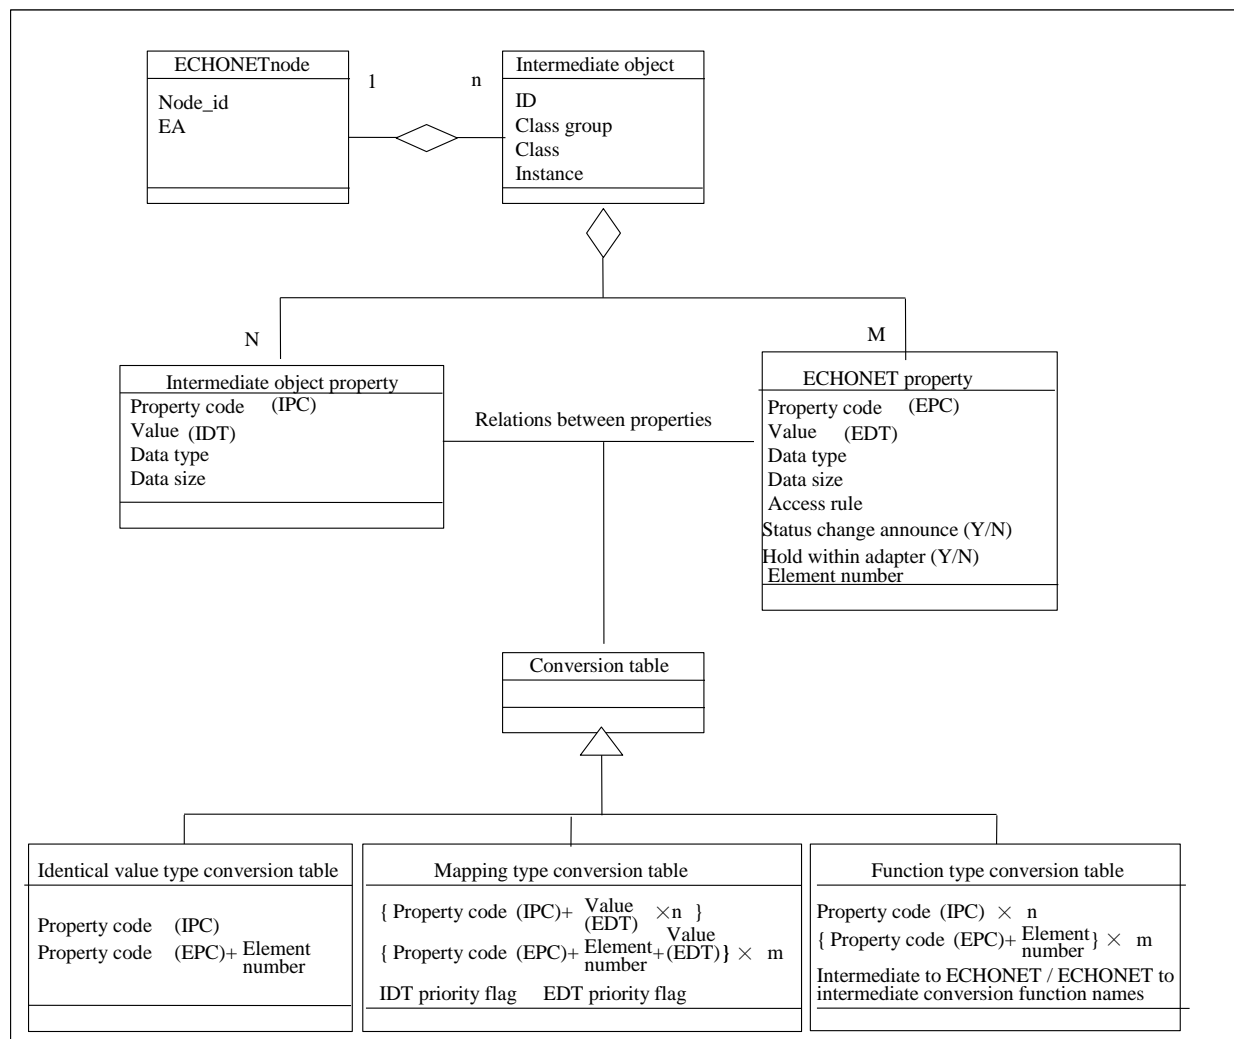 ECHONETnode
1
n
Intermediate object
Node_id
EA
ID
Class group
Class
Instance
N
M
Intermediate object property
Property code (IPC)
Value (IDT)
Data type
Data size
Relations between properties
ECHONET property
Property code (EPC)
Value (EDT)
Data type
Data size
Access rule
Status change announce (Y/N)
Hold within adapter (Y/N)
Element number
Conversion table
Identical value type conversion table
Property code (IPC)
Property code (EPC)+ Element number
Mapping type conversion table
{ Property code (IPC)+ Value (EDT) ×n }
{ Property code (EPC)+ Element number +Value (EDT)} × m
IDT priority flag EDT priority flag
Function type conversion table
Property code (IPC) × n
{ Property code (EPC)+ Element number } × m
Intermediate to ECHONET / ECHONET to
intermediate conversion function names